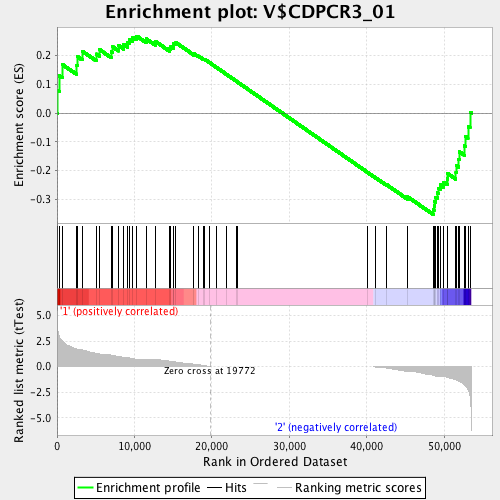 Enrichment plot: V$CDPCR3_01
Enrichment score (ES)
0.2
0.1
0.0
-0.1
-0.2
-0.3
'1' (positively correlated)
Ranked list metric (tTest)
5.0
2.5
0.0
-2.5
-5.0
Zero cross at 19772
'2' (negatively correlated)
0
10,000
20,000
30,000
40,000
50,000
Rank in Ordered Dataset
Enrichment profile
Hits
Ranking metric scores